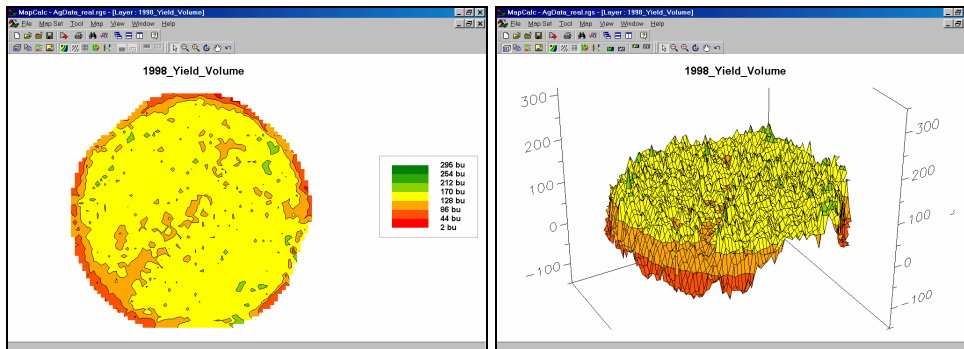 MapCalc - AgData_real.rgs - [Layer : 1998_Yield_Volume]
File Map Set Tool Map View Window Help
1998_Yield_Volume
295 bu
254 bu
212 bu
170 bu
128 bu
86 bu
44 bu
2 bu
MapCalc - AgData_real.rgs - [Layer : 1998_Yield_Volume]
File Map Set Tool Map View Window Help
1998_Yield_Volume
300
200
100
0
-100
300
200
100
0
-100